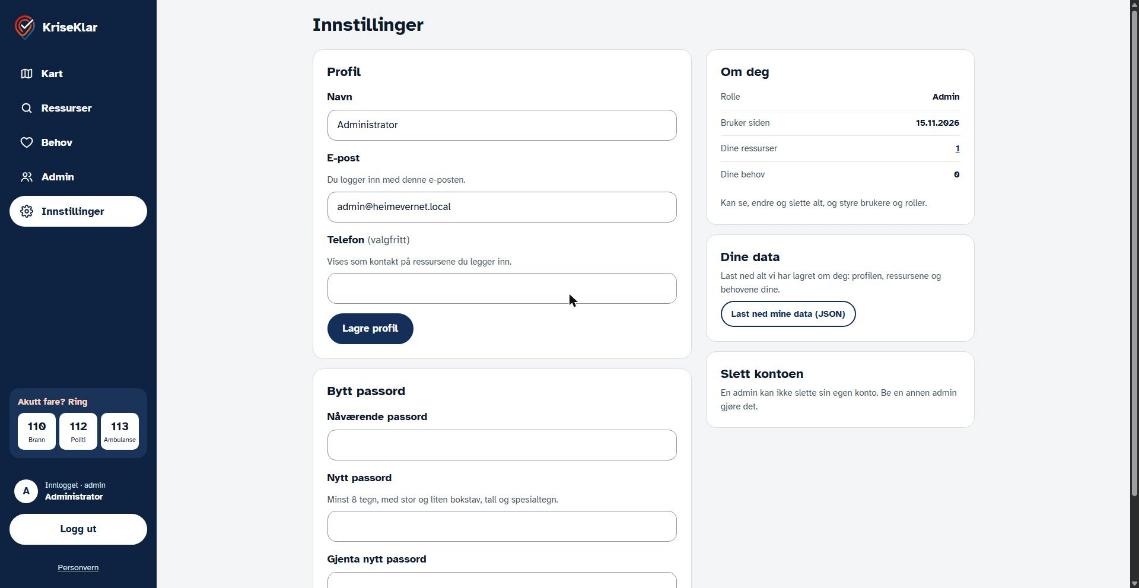 KriseKlar
Kart
Ressurser
Behov
Admin
Innstillinger
Akutt fare? Ring
110
Brann
112
Politi
113
Ambulanse
A
Innlogget · admin
Administrator
Logg ut
Personvern
Innstillinger
Profil
Navn
Administrator
E-post
Du logger inn med denne e-posten.
admin@heimevernet.local
Telefon (valgfritt)
Vises som kontakt på ressursene du legger inn.
Lagre profil
Bytt passord
Nåværende passord
Nytt passord
Minst 8 tegn, med stor og liten bokstav, tall og spesialtegn.
Gjenta nytt passord
Om deg
Rolle Admin
Bruker siden 15.11.2026
Dine ressurser 1
Dine behov 0
Kan se, endre og slette alt, og styre brukere og roller.
Dine data
Last ned alt vi har lagret om deg: profilen, ressursene og
behovene dine.
Last ned mine data (JSON)
Slett kontoen
En admin kan ikke slette sin egen konto. Be en annen admin
gjøre det.